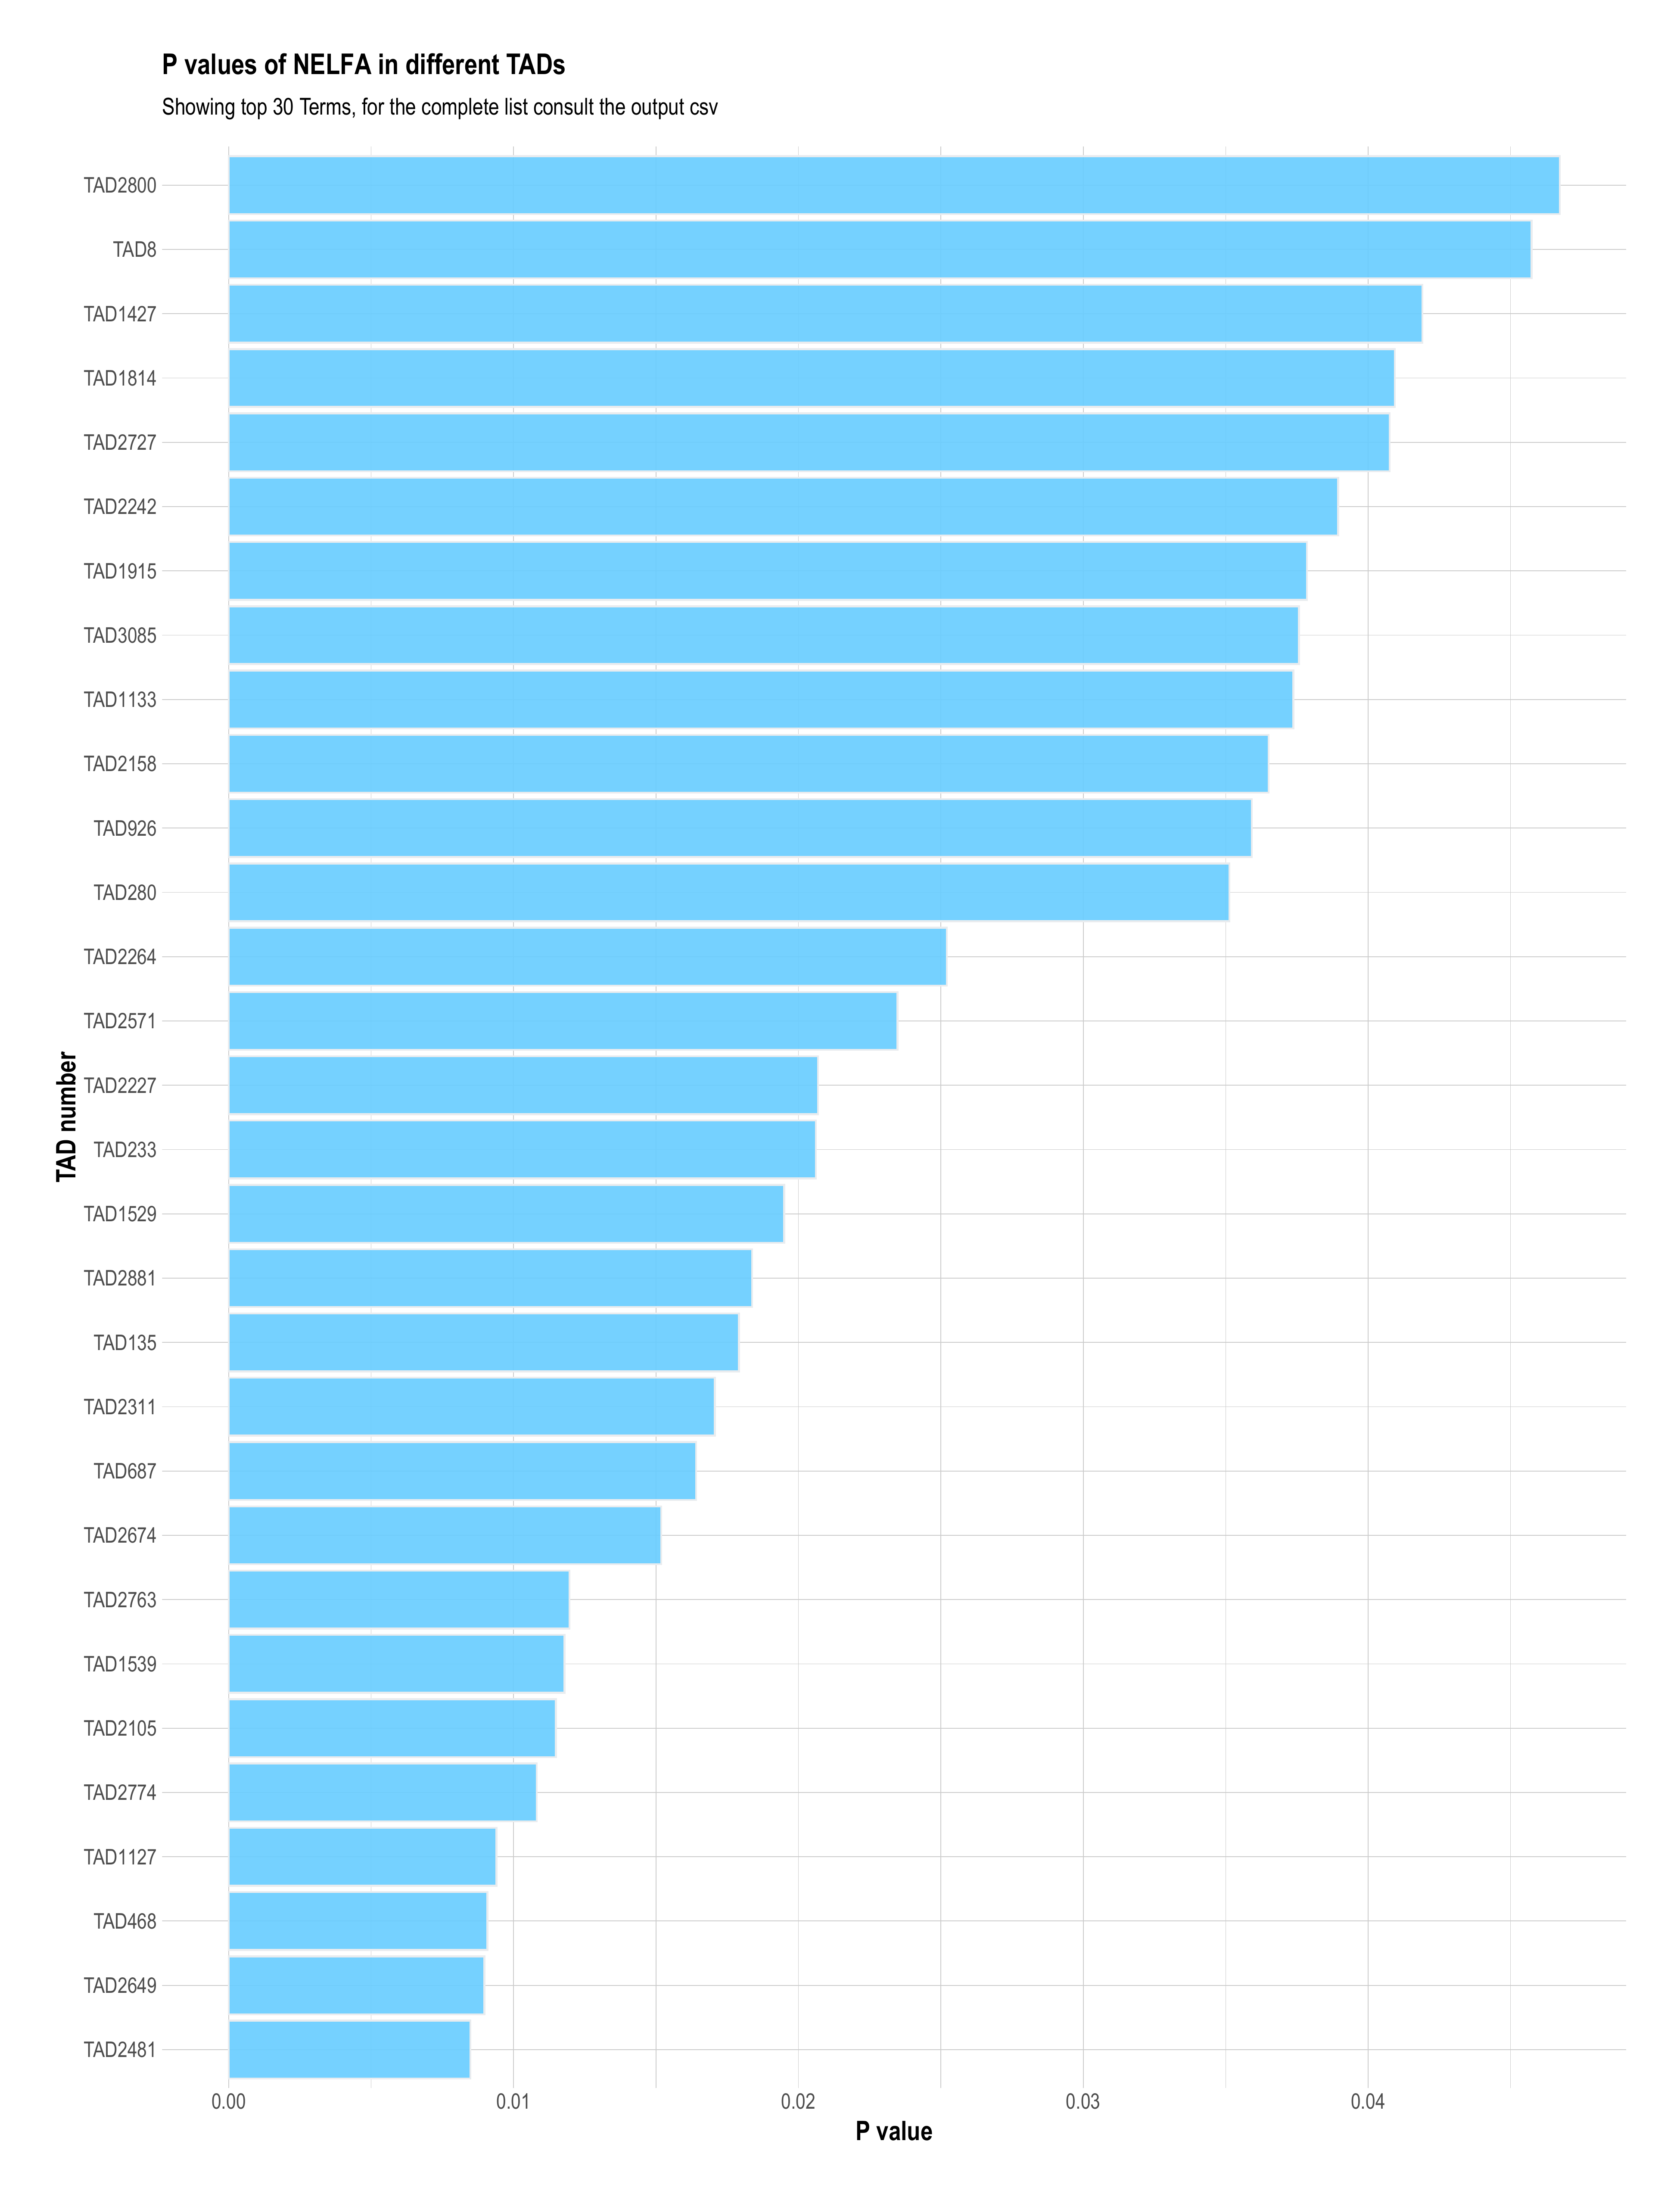 P values of NELFA in different TADs
Showing top 30 Terms, for the complete list consult the output csv
TAD2800
TAD8
TAD1427
TAD1814
TAD2727
TAD2242
TAD1915
TAD3085
TAD1133
TAD2158
TAD926
TAD280
TAD2264
TAD2571
TAD2227
TAD233
TAD1529
TAD2881
TAD135
TAD2311
TAD687
TAD2674
TAD2763
TAD1539
TAD2105
TAD2774
TAD1127
TAD468
TAD2649
TAD2481
TAD number
0.00 0.01 0.02 0.03 0.04
P value